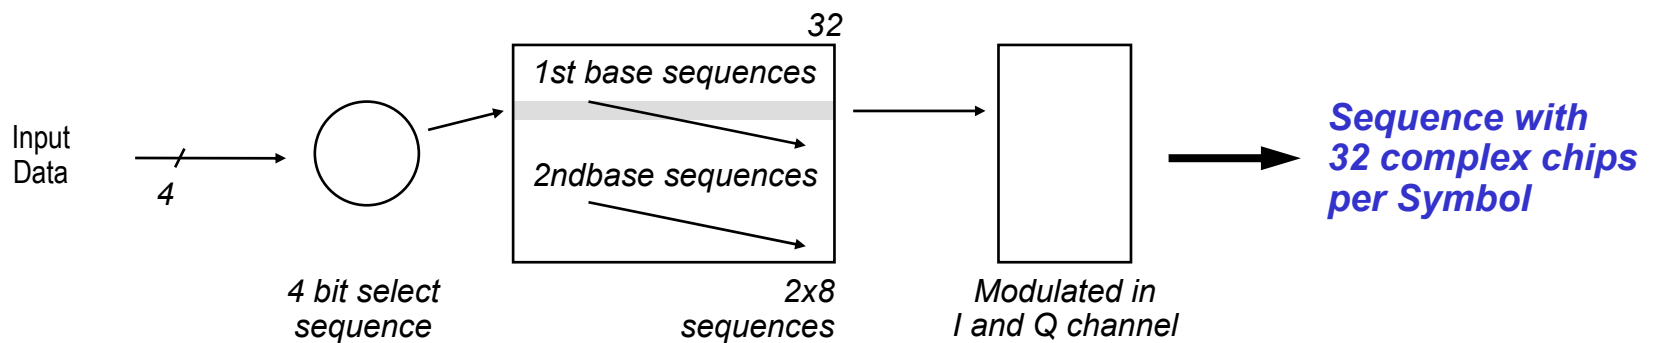 Input
Data
4
4 bit select
sequence
32
1st base sequences
2ndbase sequences
2x8
sequences
Modulated in
I and Q channel
Sequence with
32 complex chips
per Symbol